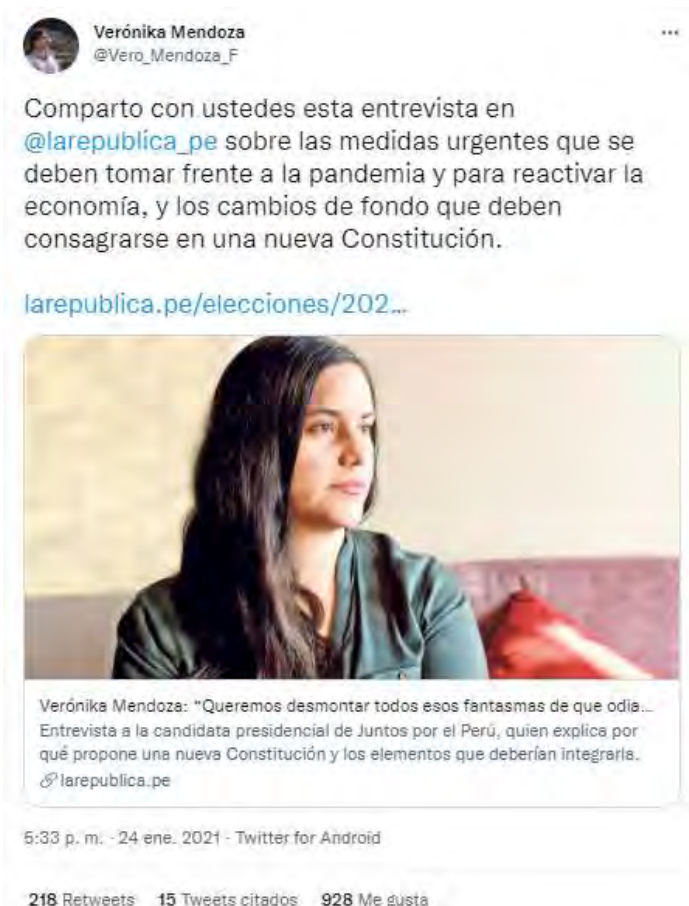 Verónika Mendoza
@Vero_Mendoza_F
Comparto con ustedes esta entrevista en
@larepublica_pe sobre las medidas urgentes que se
deben tomar frente a la pandemia y para reactivar la
economía, y los cambios de fondo que deben
consagrarse en una nueva Constitución.
larepublica.pe/elecciones/202...
Verónika Mendoza: “Queremos desmontar todos esos fantasmas de que odia...
Entrevista a la candidata presidencial de Juntos por el Perú, quien explica por
qué propone una nueva Constitución y los elementos que deberían integrarla.
larepublica.pe
5:33 p. m. · 24 ene. 2021 · Twitter for Android
218 Retweets 15 Tweets citados 928 Me gusta